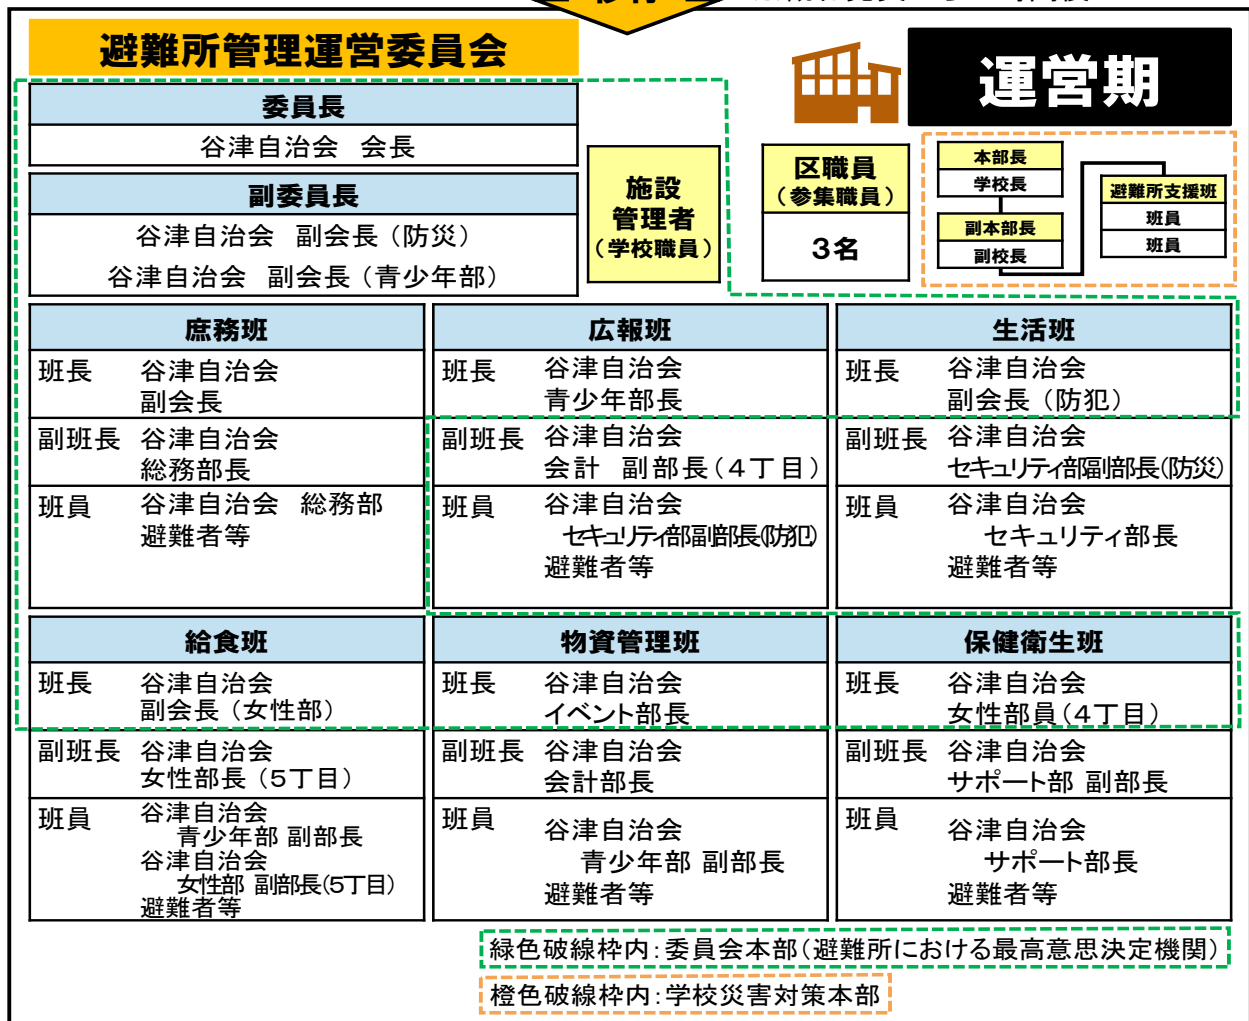 避難所管理運営委員会
運営期
委員長
谷津自治会　会長
副委員長
谷津自治会　副会長（防災）
谷津自治会　副会長（青少年部）
施設
管理者
（学校職員）
区職員
（参集職員）
３名
本部長
学校長
副本部長
副校長
避難所支援班
班員
班員
庶務班
班長　谷津自治会
副会長
副班長　谷津自治会
総務部長
班員　谷津自治会　総務部
避難者等
広報班
班長　谷津自治会
青少年部長
副班長　谷津自治会
会計　副部長（４丁目）
班員　谷津自治会
セキュリティ部副部長(防犯)
避難者等
生活班
班長　谷津自治会
副会長（防犯）
副班長　谷津自治会
セキュリティ部副部長(防災)
班員　谷津自治会
セキュリティ部長
避難者等
給食班
班長　谷津自治会
副会長（女性部）
副班長　谷津自治会
女性部長（５丁目）
班員　谷津自治会
青少年部 副部長
谷津自治会
女性部 副部長(5丁目)
避難者等
物資管理班
班長　谷津自治会
イベント部長
副班長　谷津自治会
会計部長
班員　谷津自治会
青少年部 副部長
避難者等
保健衛生班
班長　谷津自治会
女性部員（４丁目）
副班長　谷津自治会
サポート部 副部長
班員　谷津自治会
サポート部長
避難者等
緑色破線枠内：委員会本部（避難所における最高意思決定機関）
橙色破線枠内：学校災害対策本部